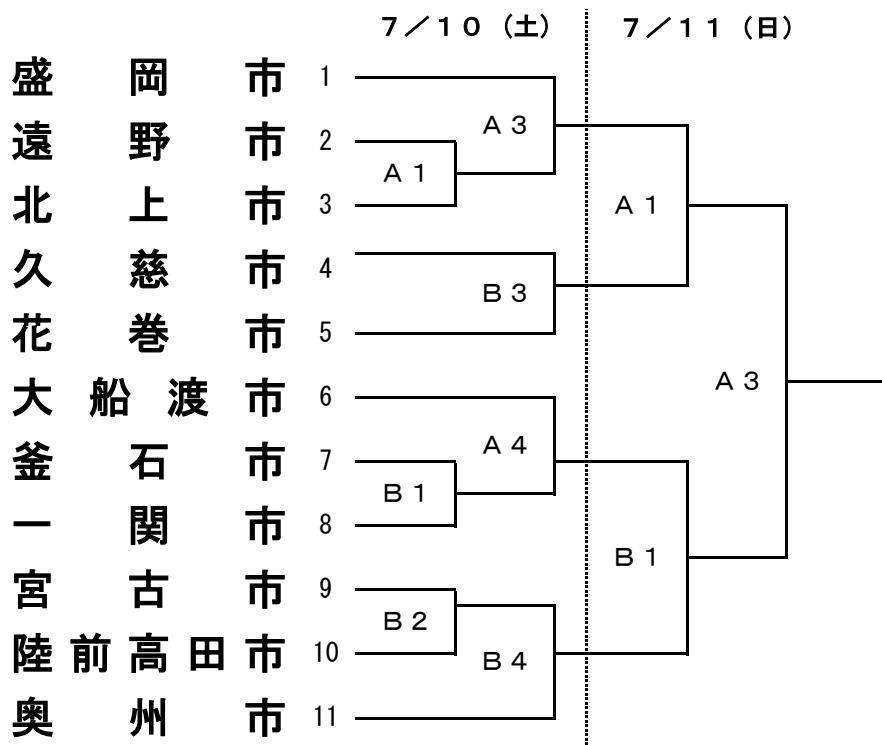 ７／１０（土） ７／１１（日）
盛岡市 1
Ａ３
遠野市 2
Ａ１
北上市 3
Ａ１
久慈市 4
Ｂ３
花巻市 5
Ａ３
大船渡市 6
Ａ４
釜石市 7
Ｂ１
一関市 8
Ｂ１
宮古市 9
Ｂ２
陸前高田市 10
Ｂ４
奥州市 11